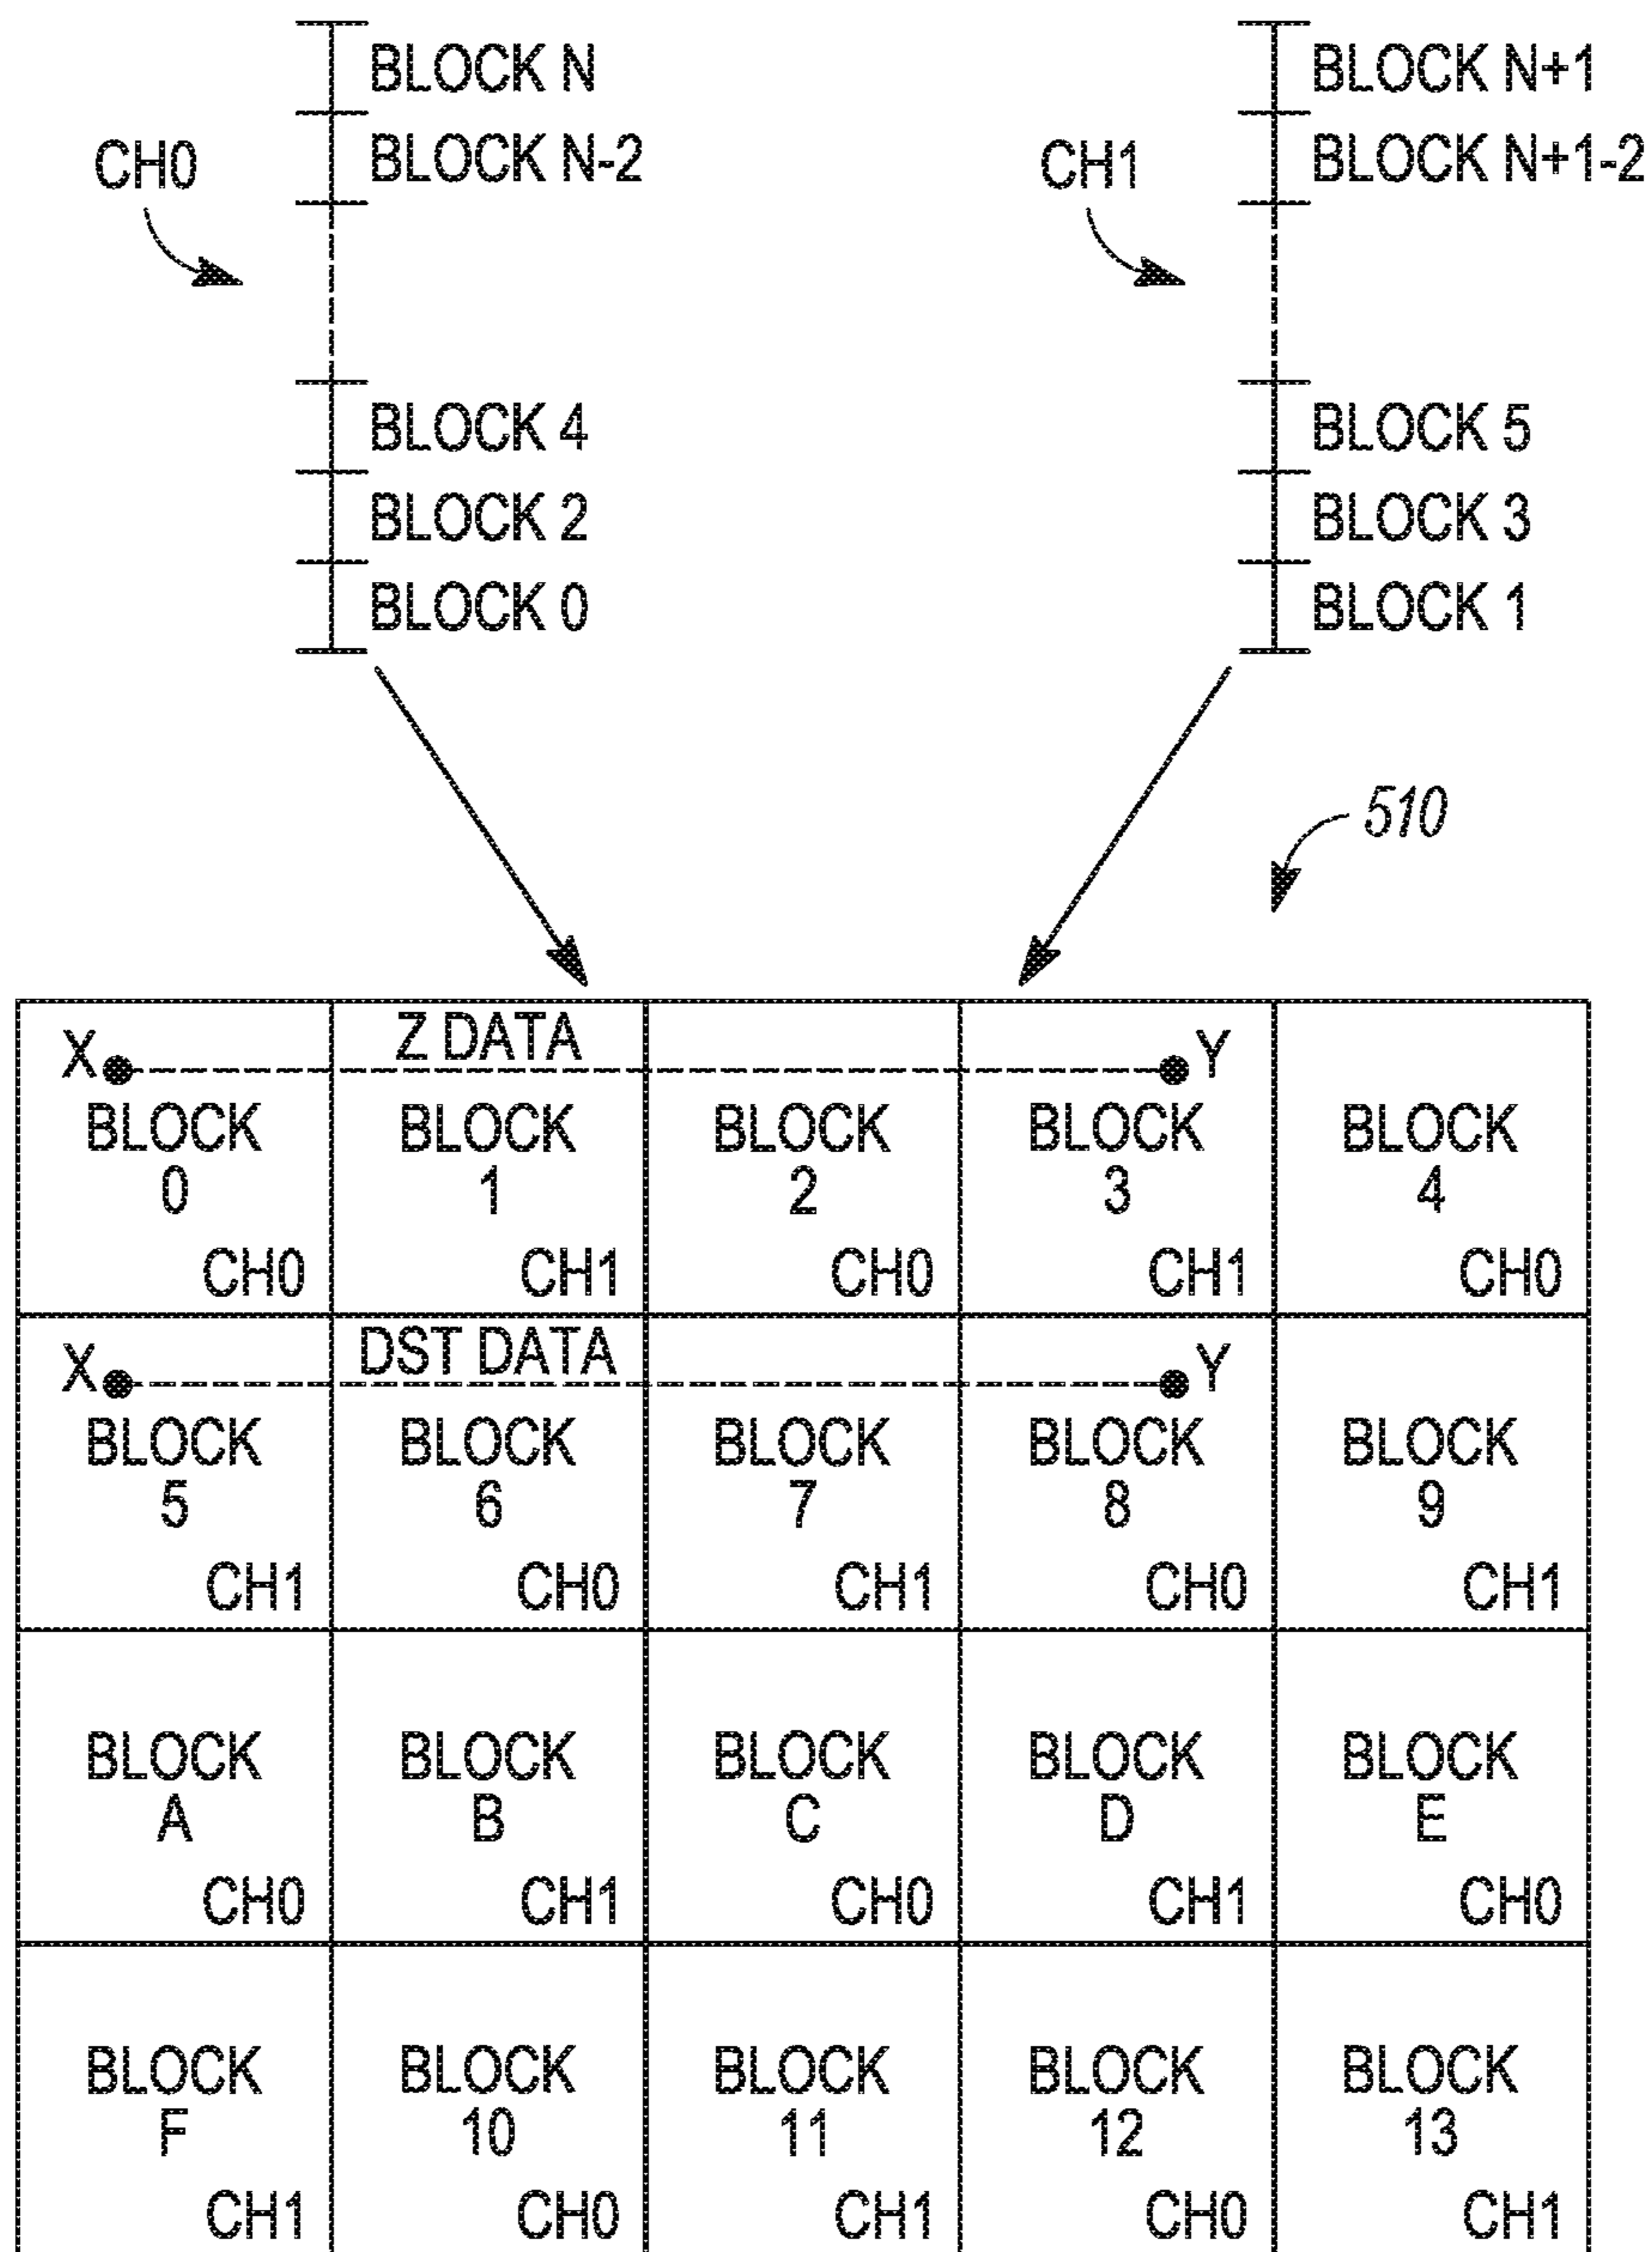 BLOCK N
BLOCK N+1
CH0
BLOCK N-2
CH1
BLOCK N+1-2
BLOCK 4
BLOCK 5
BLOCK 2
BLOCK 3
BLOCK 0
BLOCK 1
510
X Z DATA Y
BLOCK BLOCK BLOCK BLOCK BLOCK
0 1 2 3 4
CH0 CH1 CH0 CH1 CH0
X DST DATA Y
BLOCK BLOCK BLOCK BLOCK BLOCK
5 6 7 8 9
CH1 CH0 CH1 CH0 CH1
BLOCK BLOCK BLOCK BLOCK BLOCK
A B C D E
CH0 CH1 CH0 CH1 CH0
BLOCK BLOCK BLOCK BLOCK BLOCK
F 10 11 12 13
CH1 CH0 CH1 CH0 CH1